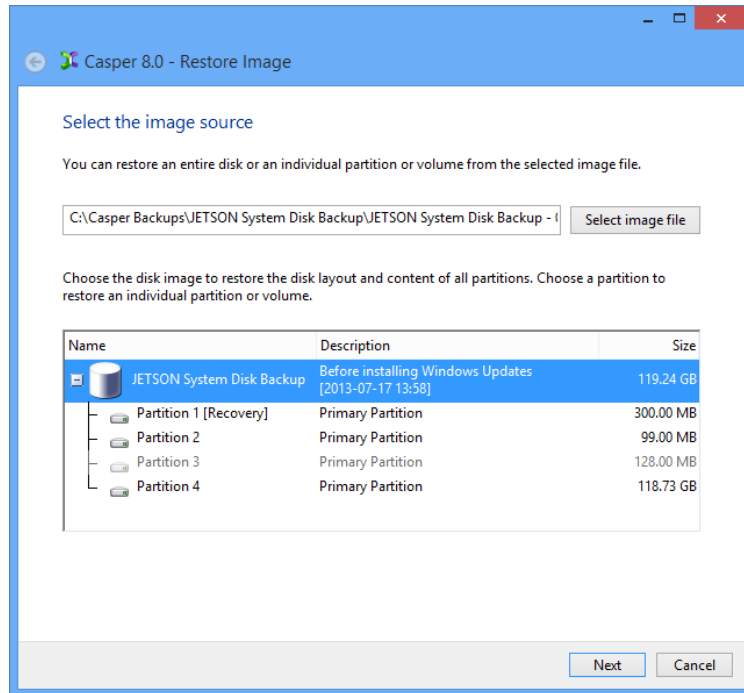 Casper 8.0 - Restore Image
Select the image source
You can restore an entire disk or an individual partition or volume from the selected image file.
C:\Casper Backups\JETSON System Disk Backup\JETSON System Disk Backup - (
Select image file
Choose the disk image to restore the disk layout and content of all partitions. Choose a partition to
restore an individual partition or volume.
Name Description Size
JETSON System Disk Backup Before installing Windows Updates 119.24 GB
[2013-07-17 13:58]
Partition 1 [Recovery] Primary Partition 300.00 MB
Partition 2 Primary Partition 99.00 MB
Partition 3 Primary Partition 128.00 MB
Partition 4 Primary Partition 118.73 GB
Next Cancel